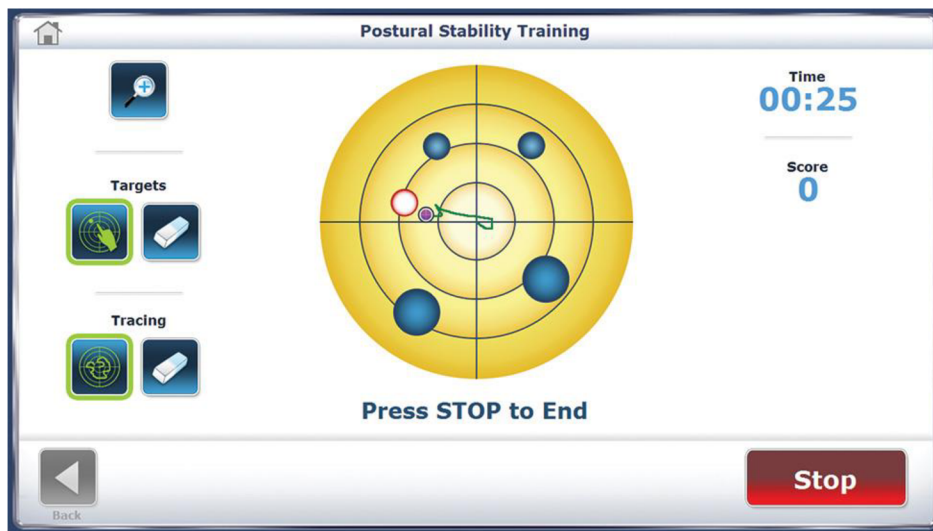 Postural Stability Training
Targets
Tracing
Time
00:25
Score
0
Press STOP to End
Back
Stop